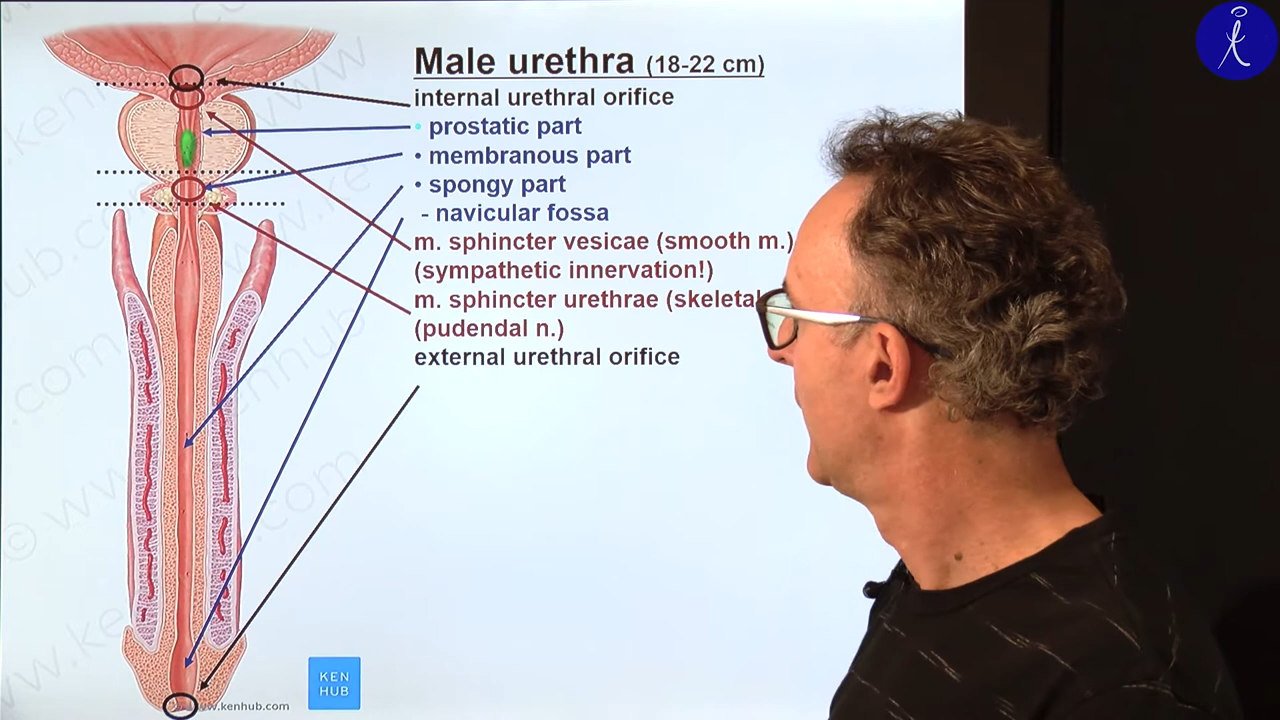 Male urethra (18-22 cm)
internal urethral orifice
• prostatic part
• membranous part
• spongy part
- navicular fossa
m. sphincter vesicae (smooth m.)
(sympathetic innervation!)
m. sphincter urethrae (skeletal
(pudendal n.)
external urethral orifice
KEN
HUB
www.kenhub.com